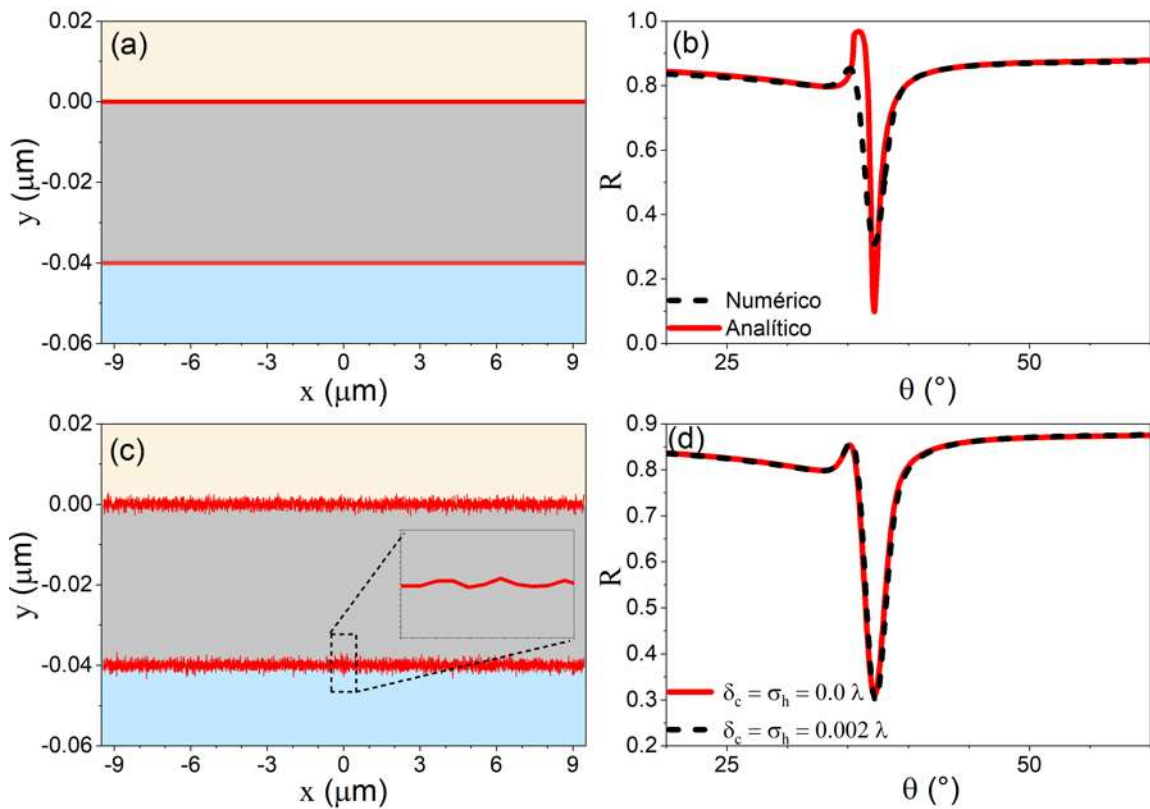 (a)
0.02
0.00
-0.02
-0.04
-0.06
y (μm)
-9 -6 -3 0 3 6 9
x (μm)
(b)
1.0
0.8
0.6
0.4
0.2
0.0
R
Numérico
Analítico
25 50
θ (°)
(c)
0.02
0.00
-0.02
-0.04
-0.06
y (μm)
-9 -6 -3 0 3 6 9
x (μm)
(d)
0.9
0.8
0.7
0.6
0.5
0.4
0.3
0.2
R
δc = σh = 0.0 λ
δc = σh = 0.002 λ
25 50
θ (°)